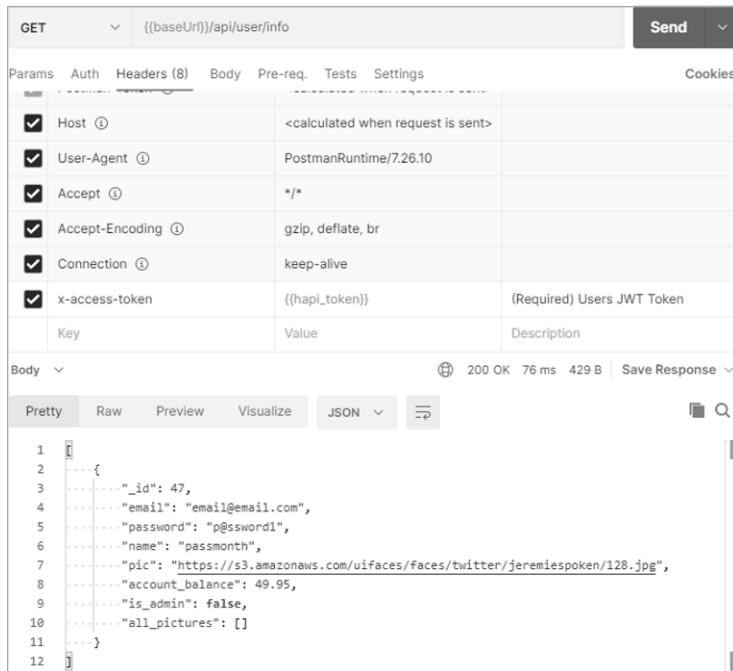 GET {{baseUrl}}/api/user/info Send
Params Auth Headers (8) Body Pre-req. Tests Settings Cookies
Host <calculated when request is sent>
User-Agent PostmanRuntime/7.26.10
Accept */*
Accept-Encoding gzip, deflate, br
Connection keep-alive
x-access-token {{hapi_token}} (Required) Users JWT Token
Key Value Description
Body 200 OK 76 ms 429 B Save Response
Pretty Raw Preview Visualize JSON
1 [
2 {
3 "_id": 47,
4 "email": "email@email.com",
5 "password": "p@ssword1",
6 "name": "passmonth",
7 "pic": "https://s3.amazonaws.com/uifaces/faces/twitter/jeremiespoken/128.jpg",
8 "account_balance": 49.95,
9 "is_admin": false,
10 "all_pictures": []
11 }
12 ]